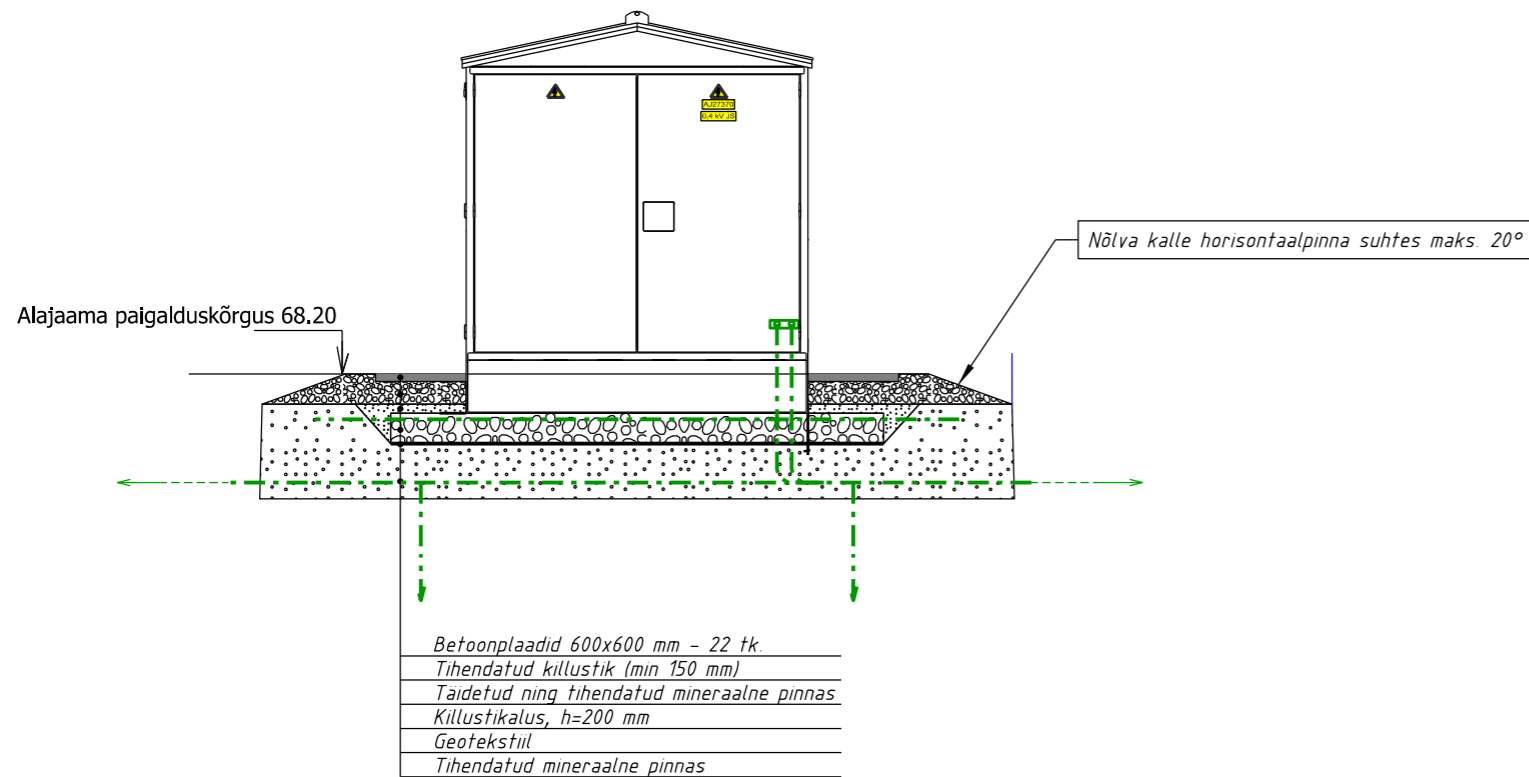 AJ27370
0,4 kV JS
Nõlva kalle horisontaalpinna suhtes maks. 20°
Alajaama paigalduskõrgus 68.20
Betoonplaadid 600x600 mm - 22 tk.
Tihendatud killustik (min 150 mm)
Täidetud ning tihendatud mineraalne pinnas
Killustikalus, h=200 mm
Geotekstiil
Tihendatud mineraalne pinnas